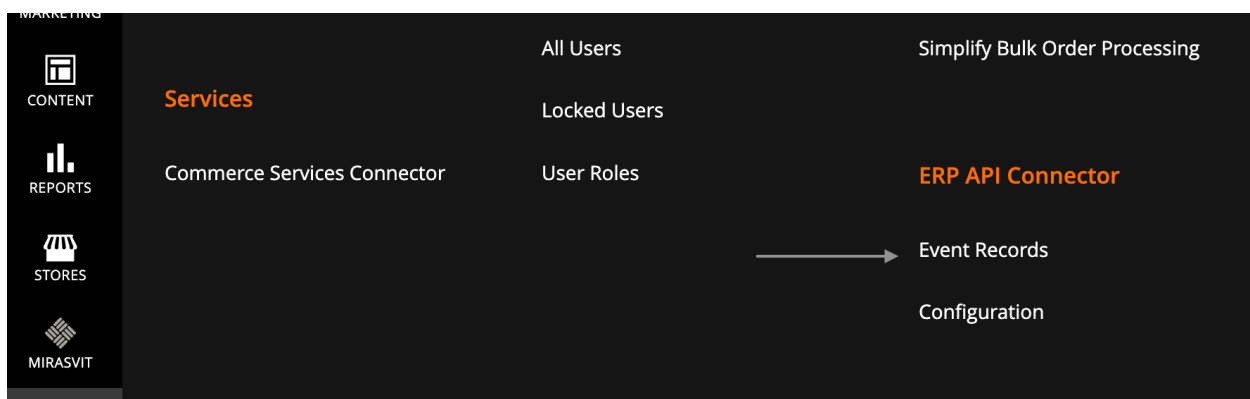 MARKETING
CONTENT
REPORTS
STORES
MIRASVIT
Services
Commerce Services Connector
All Users
Locked Users
User Roles
Simplify Bulk Order Processing
ERP API Connector
Event Records
Configuration